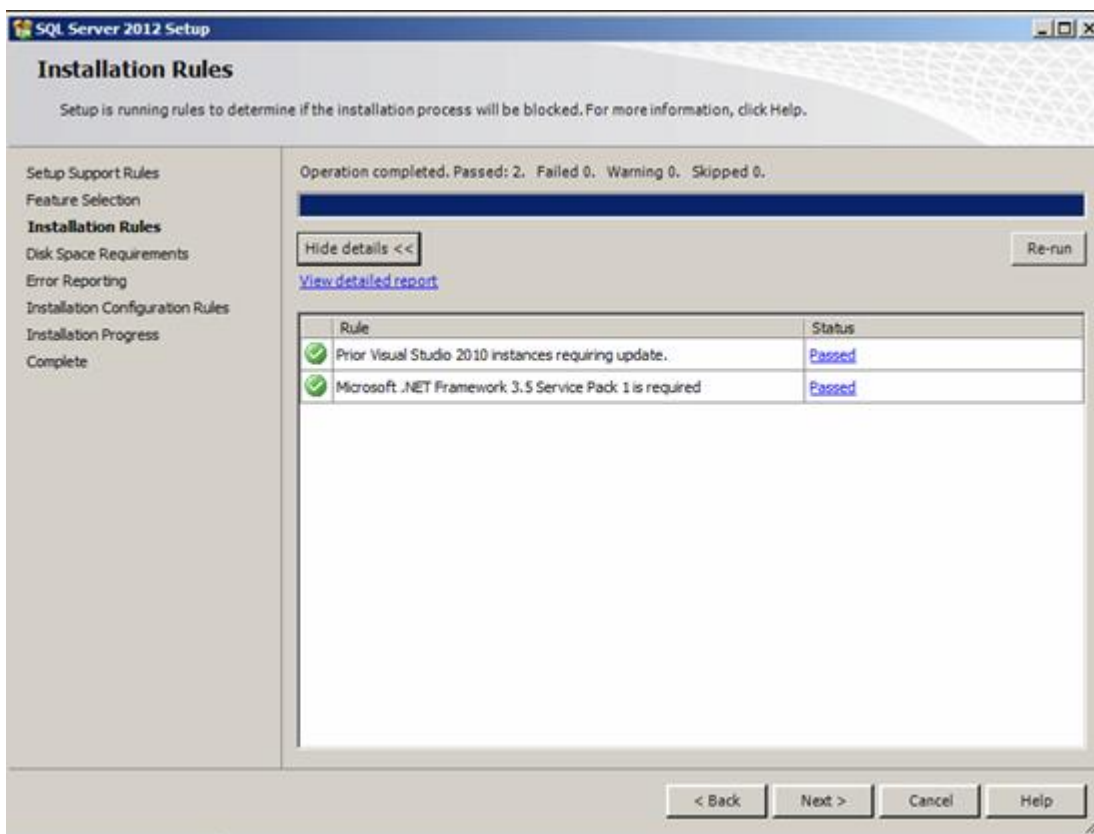 SQL Server 2012 Setup
Installation Rules
Setup is running rules to determine if the installation process will be blocked. For more information, click Help.
Setup Support Rules
Feature Selection
Installation Rules
Disk Space Requirements
Error Reporting
Installation Configuration Rules
Installation Progress
Complete
Operation completed. Passed: 2. Failed 0. Warning 0. Skipped 0.
Hide details <<
Re-run
View detailed report
Rule Status
Prior Visual Studio 2010 instances requiring update. Passed
Microsoft .NET Framework 3.5 Service Pack 1 is required Passed
< Back Next > Cancel Help